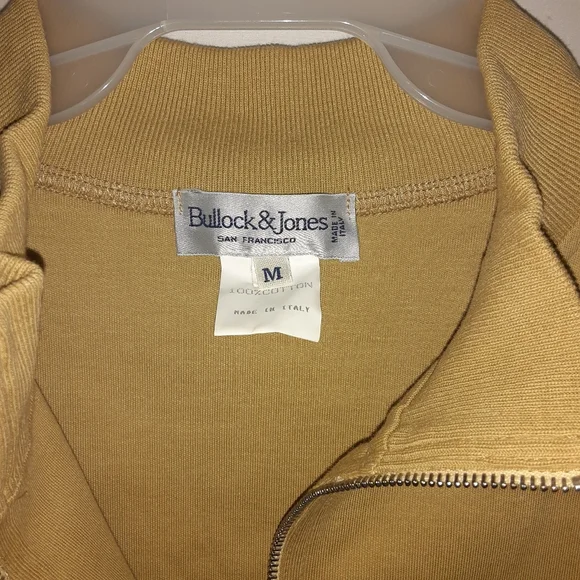 Bullock & Jones
SAN FRANCISCO
MADE IN
ITALY
M
100% COTTON
MADE IN ITALY